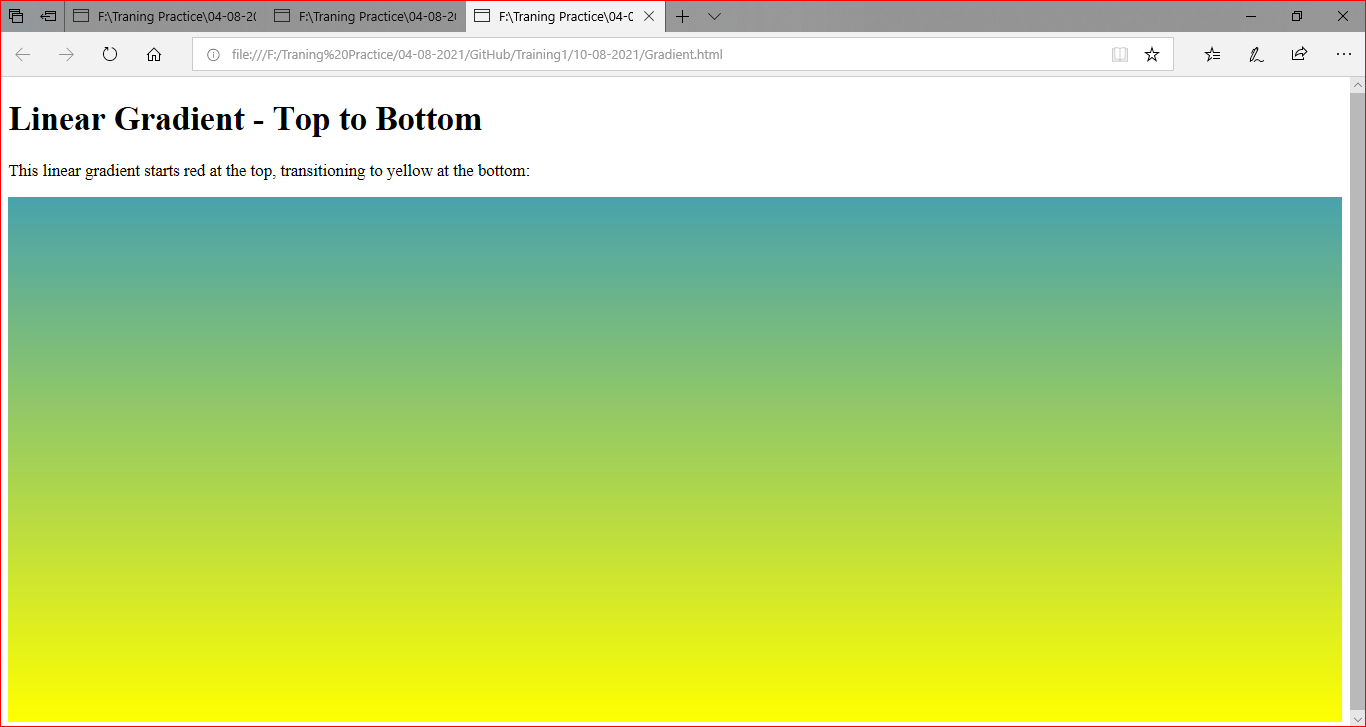 F:\Traning Practice\04-08-20
F:\Traning Practice\04-08-20
F:\Traning Practice\04-0
file:///F:/Traning%20Practice/04-08-2021/GitHub/Training1/10-08-2021/Gradient.html
Linear Gradient - Top to Bottom
This linear gradient starts red at the top, transitioning to yellow at the bottom: